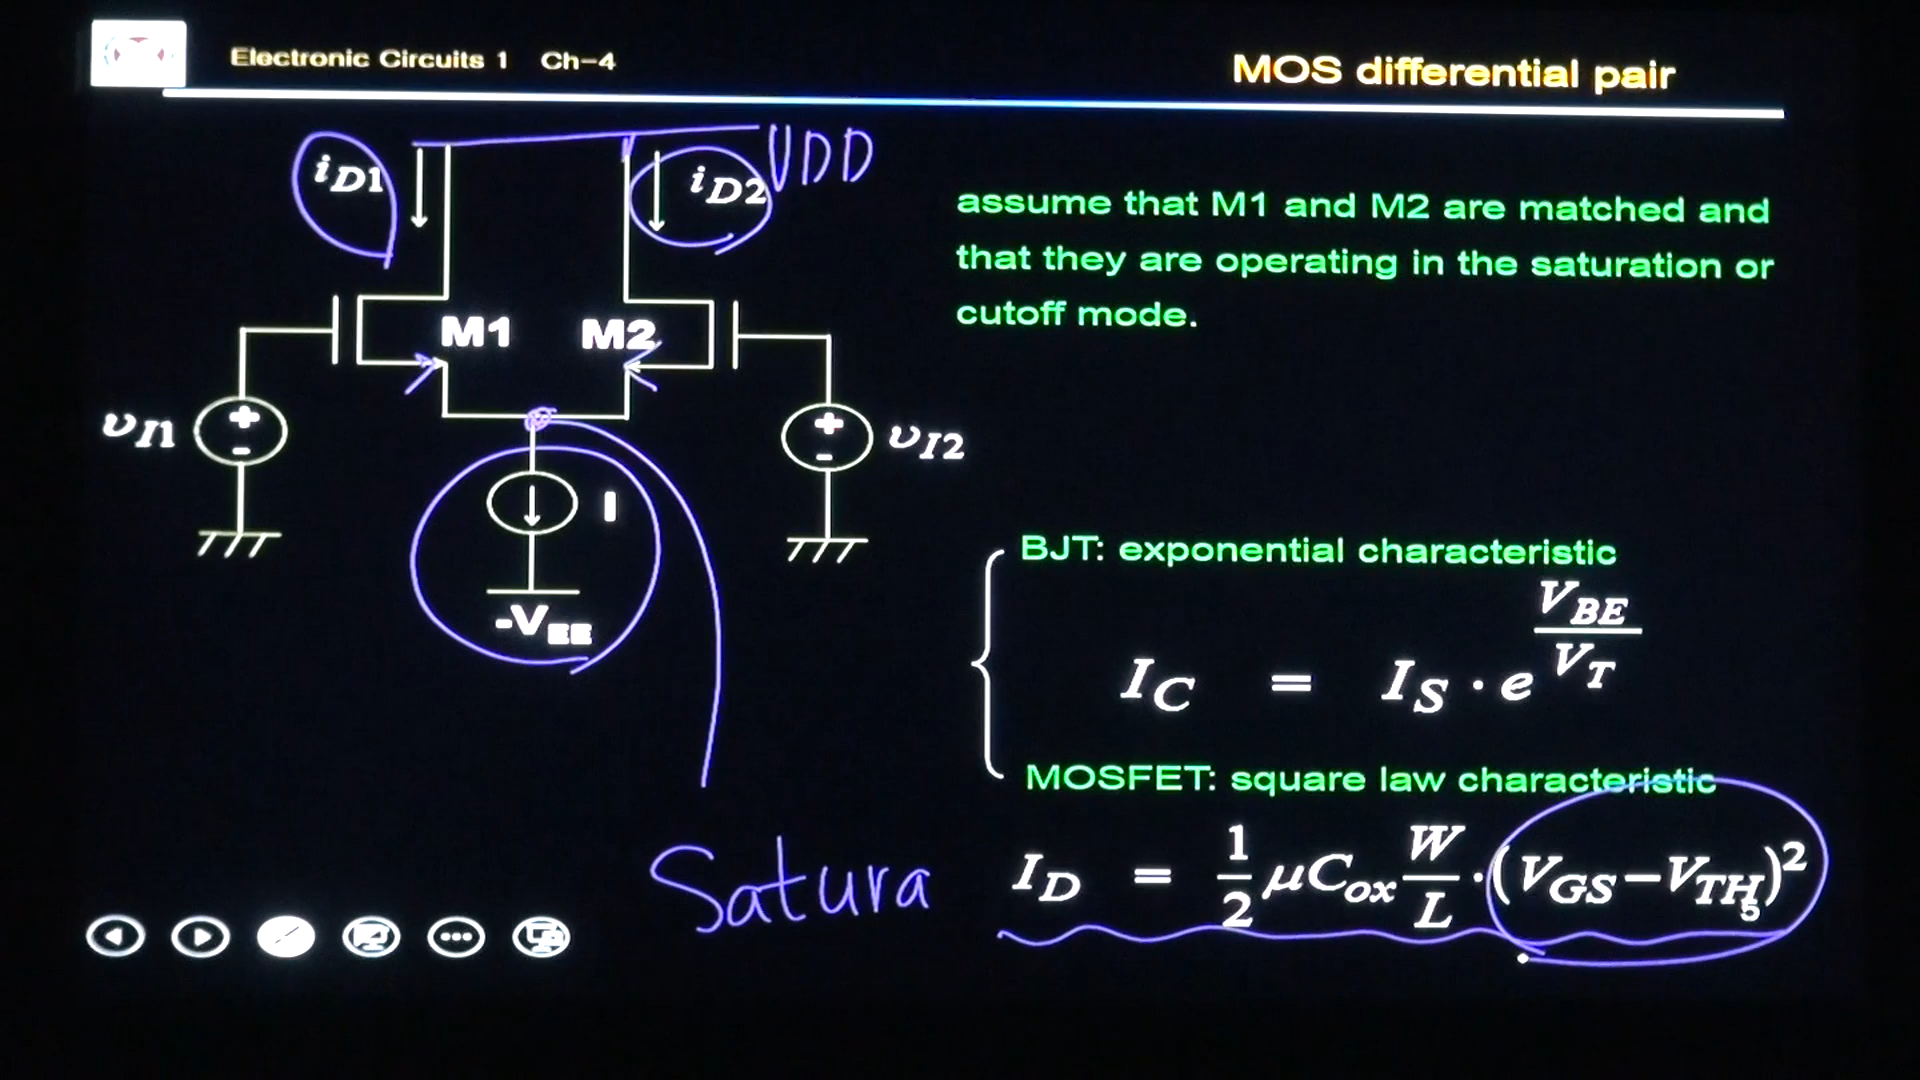 Electronic Circuits 1 Ch-4
MOS differential pair
iD1
iD2
VDD
assume that M1 and M2 are matched and
that they are operating in the saturation or
cutoff mode.
M1 M2
υI1
+
-
+
-
υI2
I
-VEE
BJT: exponential characteristic
IC = IS · e^(VBE/VT)
MOSFET: square law characteristic
ID = 1/2 μCox W/L · (VGS–VTH)²
5
Satura